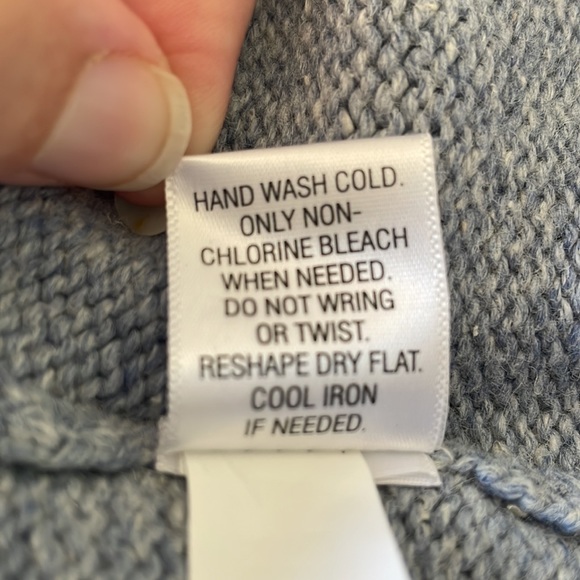 HAND WASH COLD.
ONLY NON-
CHLORINE BLEACH
WHEN NEEDED.
DO NOT WRING
OR TWIST.
RESHAPE DRY FLAT.
COOL IRON
IF NEEDED.